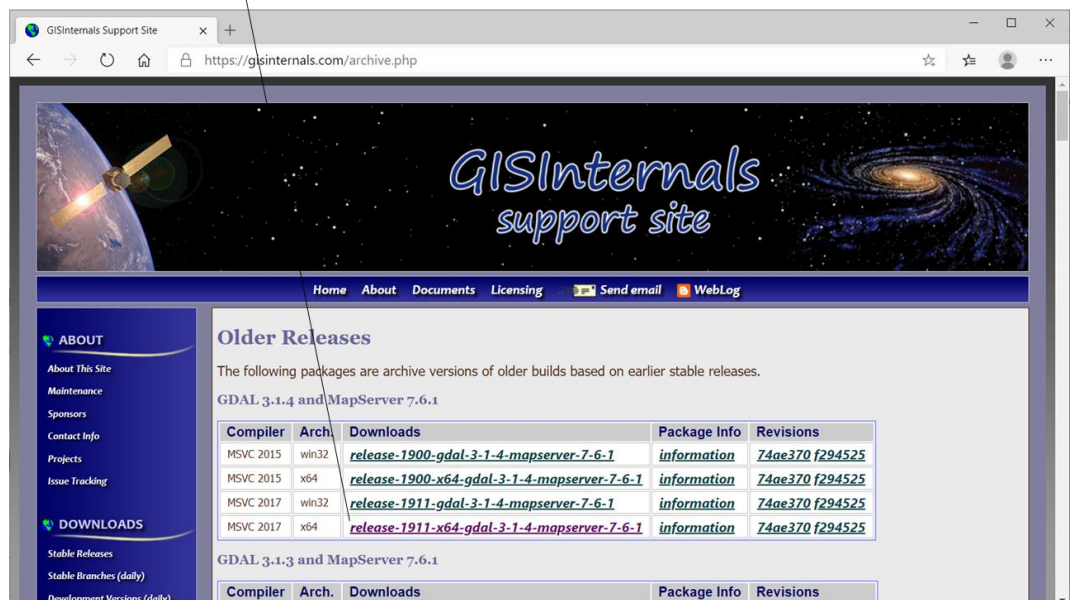 GISInternals Support Site
https://gisinternals.com/archive.php
GISInternals
support site
Home About Documents Licensing Send email WebLog
ABOUT
About This Site
Maintenance
Sponsors
Contact Info
Projects
Issue Tracking
DOWNLOADS
Stable Releases
Stable Branches (daily)
Development Versions (daily)
Older Releases
The following packages are archive versions of older builds based on earlier stable releases.
GDAL 3.1.4 and MapServer 7.6.1
Compiler Arch. Downloads Package Info Revisions
MSVC 2015 win32 release-1900-gdal-3-1-4-mapserver-7-6-1 information 74ae370 f294525
MSVC 2015 x64 release-1900-x64-gdal-3-1-4-mapserver-7-6-1 information 74ae370 f294525
MSVC 2017 win32 release-1911-gdal-3-1-4-mapserver-7-6-1 information 74ae370 f294525
MSVC 2017 x64 release-1911-x64-gdal-3-1-4-mapserver-7-6-1 information 74ae370 f294525
GDAL 3.1.3 and MapServer 7.6.1
Compiler Arch. Downloads Package Info Revisions